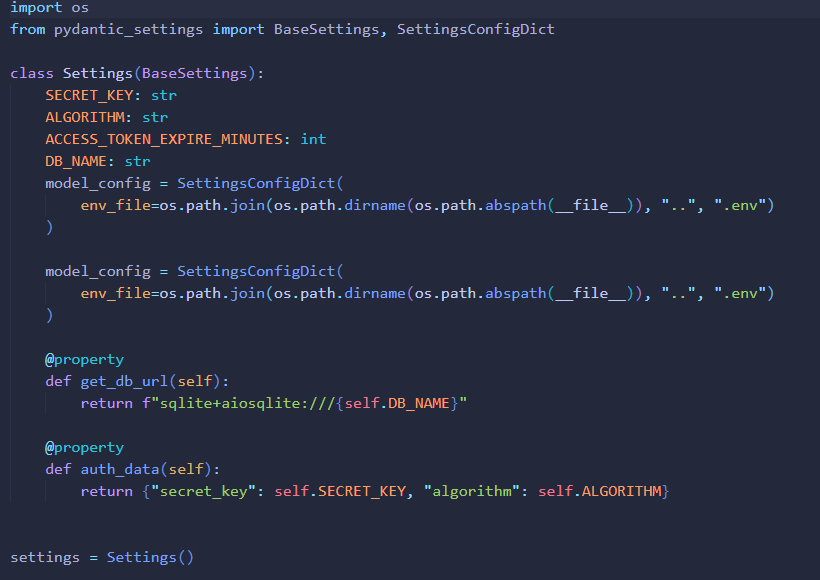 import os
from pydantic_settings import BaseSettings, SettingsConfigDict

class Settings(BaseSettings):
    SECRET_KEY: str
    ALGORITHM: str
    ACCESS_TOKEN_EXPIRE_MINUTES: int
    DB_NAME: str
    model_config = SettingsConfigDict(
        env_file=os.path.join(os.path.dirname(os.path.abspath(__file__)), "..", ".env")
    )

    model_config = SettingsConfigDict(
        env_file=os.path.join(os.path.dirname(os.path.abspath(__file__)), "..", ".env")
    )

    @property
    def get_db_url(self):
        return f"sqlite+aiosqlite:///{self.DB_NAME}"

    @property
    def auth_data(self):
        return {"secret_key": self.SECRET_KEY, "algorithm": self.ALGORITHM}


settings = Settings()